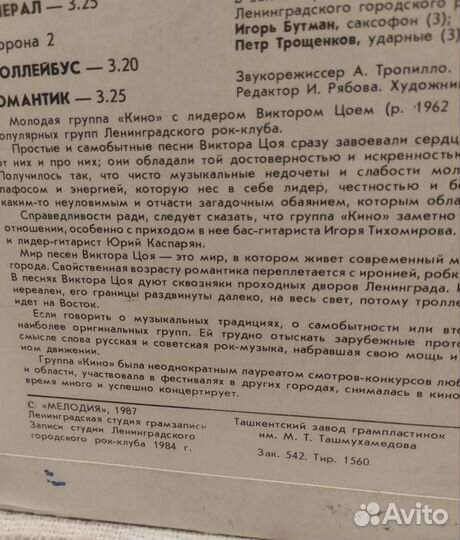 ЕРАЛ — 3.25
Ленинградского городского р
Игорь Бутман, саксофон (3);
Петр Трощенков, ударные (3)
орона 2
ОЛЛЕЙБУС — 3.20
ОМАНТИК — 3.25
Звукорежиссер А. Тропилло.
Редактор И. Рябова. Художни
Молодая группа «Кино» с лидером Виктором Цоем (р. 1962
опулярных групп Ленинградского рок-клуба.
Простые и самобытные песни Виктора Цоя сразу завоевали сердц
от них и про них; они обладали той достоверностью и искренностью
Получилось так, что чисто музыкальные недочеты и слабости мол
пафосом и энергией, которую нес в себе лидер, честностью и бе
каким-то неуловимым и отчасти загадочным обаянием, которым обла
Справедливости ради, следует сказать, что группа «Кино» заметно
отношении, особенно с приходом в нее бас-гитариста Игоря Тихомирова.
и лидер-гитарист Юрий Каспарян.
Мир песен Виктора Цоя — это мир, в котором живет современный м
города. Свойственная возрасту романтика переплетается с иронией, робк
В песнях Виктора Цоя дуют сквозняки проходных дворов Ленинграда. И
нереален, его границы раздвинуты далеко, на весь свет, потому тролле
идет на Восток.
Если говорить о музыкальных традициях, о самобытности или вто
наиболее оригинальных групп. Ей трудно отыскать зарубежные прото
смысле слова русская и советская рок-музыка, набравшая свою мощь и
ном движении.
Группа «Кино» была неоднократным лауреатом смотров-конкурсов лю
и области, участвовала в фестивалях в других городах, снималась в кино
время много и успешно концертирует.
© «МЕЛОДИЯ», 1987
Ленинградская студия грамзаписи
Записи студии Ленинградского
городского рок-клуба 1984 г.
Ташкентский завод грампластинок
им. М. Т. Ташмухамедова
Зак. 542. Тир. 1560
Avito